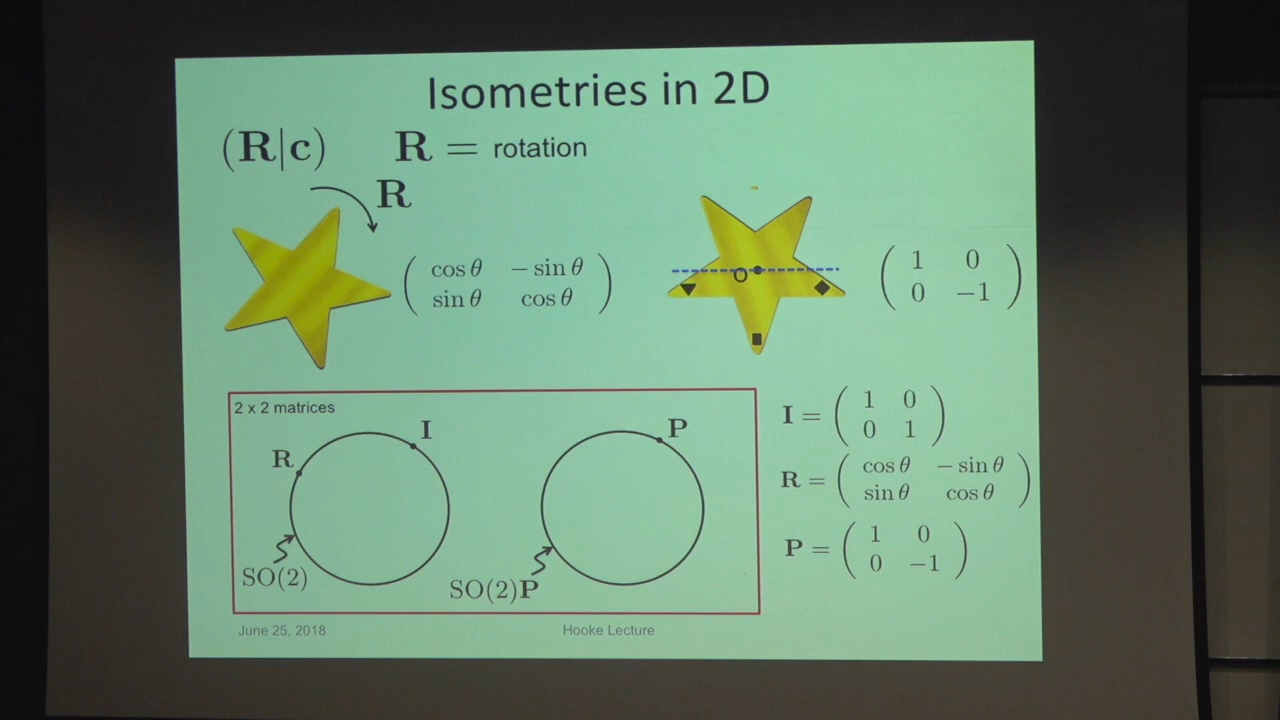 Isometries in 2D
(R|c) R = rotation
R
( cos θ − sin θ
sin θ cos θ )
O
( 1 0
0 −1 )
2 x 2 matrices
R
I
SO(2)
P
SO(2)P
I = ( 1 0
0 1 )
R = ( cos θ − sin θ
sin θ cos θ )
P = ( 1 0
0 −1 )
June 25, 2018
Hooke Lecture